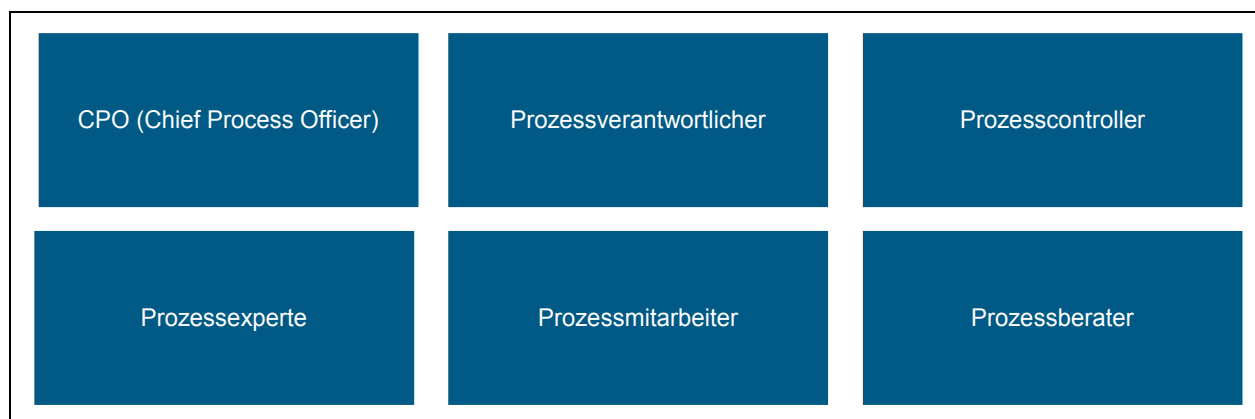 CPO (Chief Process Officer)
Prozessverantwortlicher
Prozesscontroller
Prozessexperte
Prozessmitarbeiter
Prozessberater